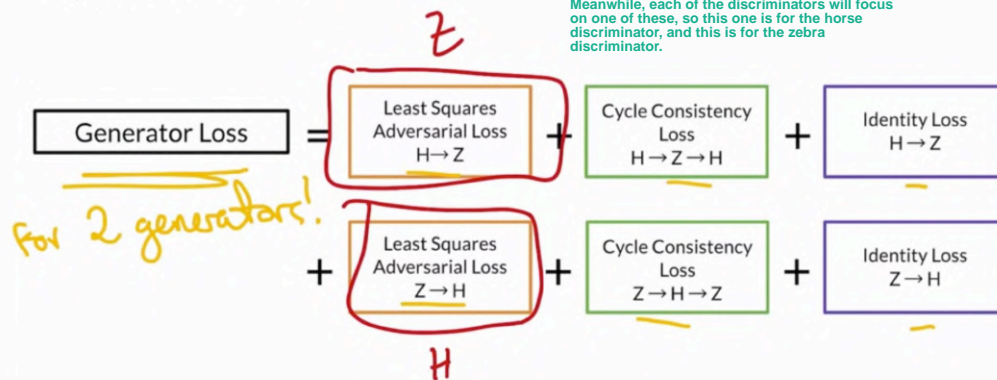 Meanwhile, each of the discriminators will focus
on one of these, so this one is for the horse
discriminator, and this is for the zebra
discriminator.
Z
Generator Loss
=
Least Squares
Adversarial Loss
H→Z
+
Cycle Consistency
Loss
H→Z→H
+
Identity Loss
H→Z
for 2 generators!
+
Least Squares
Adversarial Loss
Z→H
+
Cycle Consistency
Loss
Z→H→Z
+
Identity Loss
Z→H
H